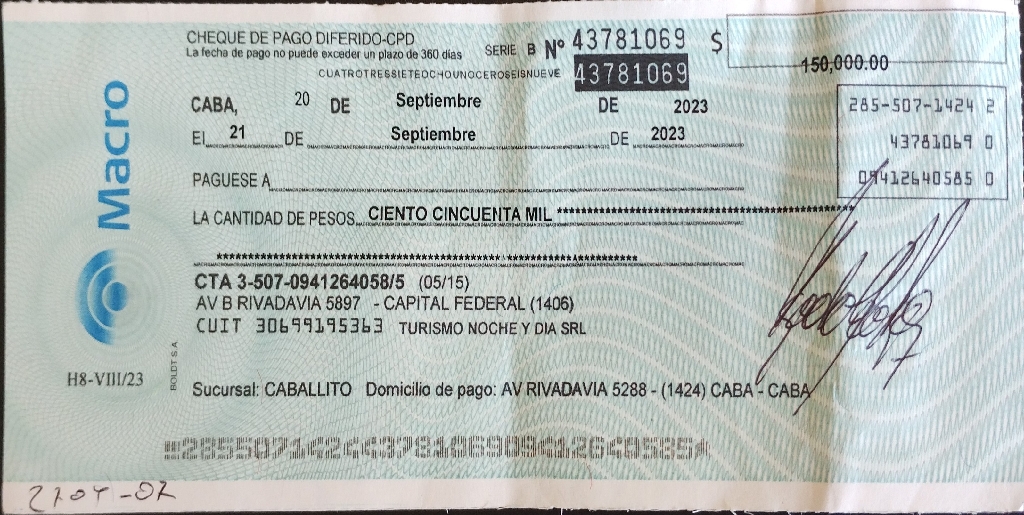 CHEQUE DE PAGO DIFERIDO-CPD
La fecha de pago no puede exceder un plazo de 360 días
SERIE B Nº 43781069 $ 150,000.00
CUATROTRESSIETEOCHOUNOCEROSEISNUEVE 43781069
CABA, 20 DE Septiembre DE 2023
285-507-1424 2
El 21 DE Septiembre DE 2023
43781069 0
PAGUESE A
09412640585 0
LA CANTIDAD DE PESOS CIENTO CINCUENTA MIL
CTA 3-507-0941264058/5 (05/15)
AV B RIVADAVIA 5897 - CAPITAL FEDERAL (1406)
CUIT 30699195363 TURISMO NOCHE Y DIA SRL
Macro
H8-VIII/23
BOLDT S.A.
Sucursal: CABALLITO Domicilio de pago: AV RIVADAVIA 5288 - (1424) CABA - CABA